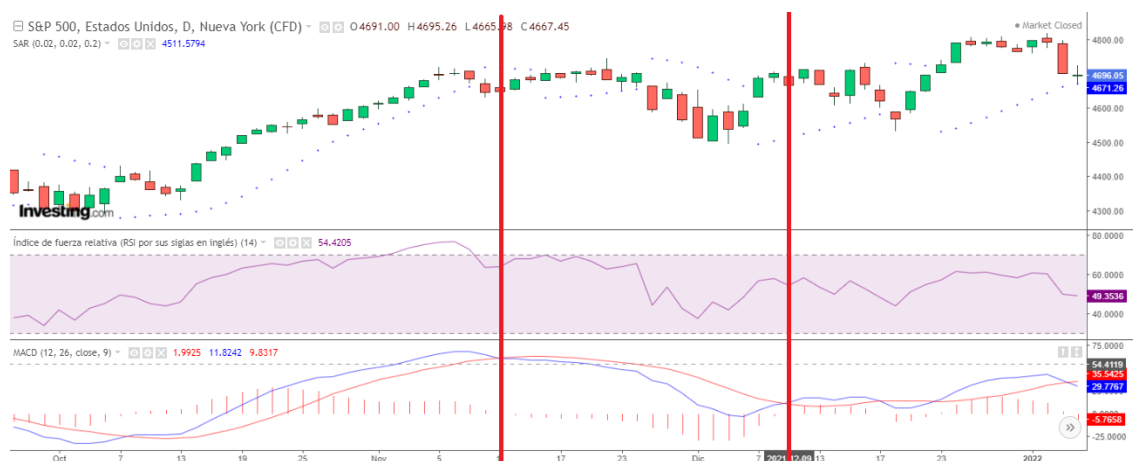 S&P 500, Estados Unidos, D, Nueva York (CFD) O4691.00 H4695.26 L4665.98 C4667.45
Market Closed
SAR (0.02, 0.02, 0.2) 4511.5794
4800.00
4696.05
4671.26
4600.00
4500.00
4400.00
4300.00
Investing.com
Índice de fuerza relativa (RSI por sus siglas en inglés) (14) 54.4205
80.0000
60.0000
49.3536
40.0000
MACD (12, 26, close, 9) 1.9925 11.8242 9.8317
75.0000
54.4119
35.5425
29.7767
-5.7658
-25.0000
Oct 7 13 19 25 Nov 5 17 23 Dic 7 2021-12-09 13 17 23 2022